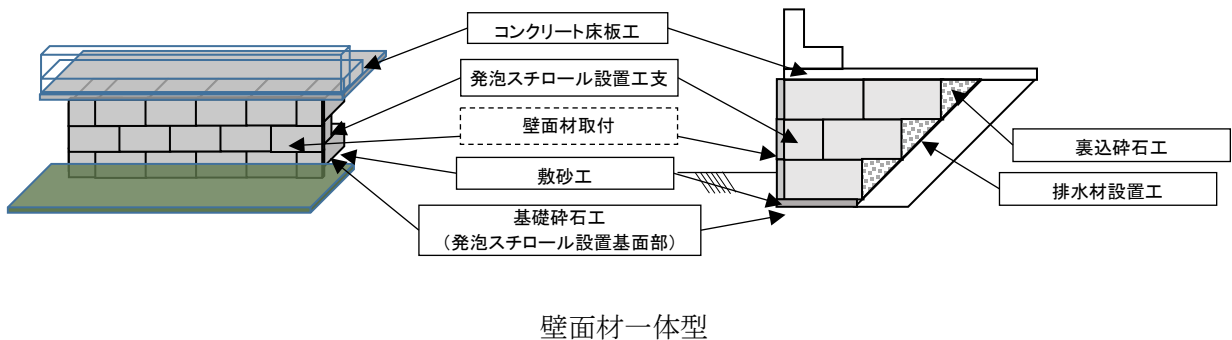 コンクリート床板工
発泡スチロール設置工支
壁面材取付
敷砂工
基礎砕石工
（発泡スチロール設置基面部）
裏込砕石工
排水材設置工
壁面材一体型